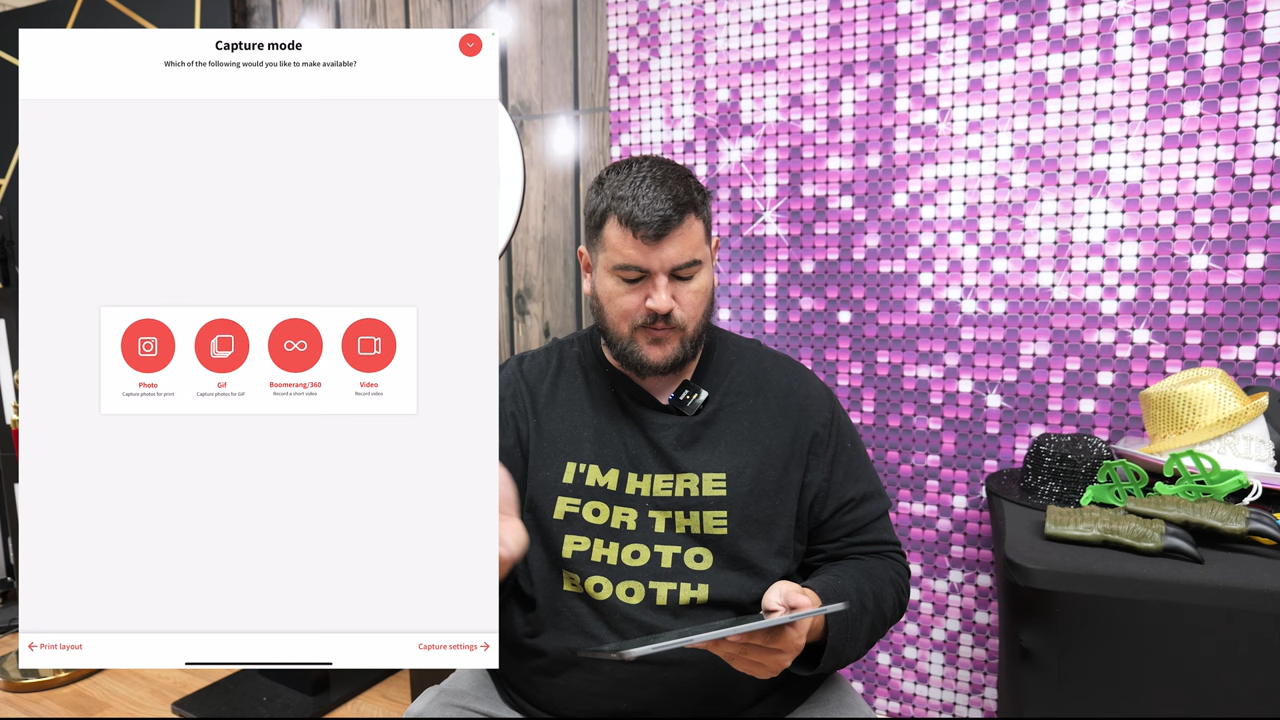 Capture mode
Which of the following would you like to make available?
Photo
Capture photos for print
Gif
Capture photos for GIF
Boomerang/360
Record a short video
Video
Record video
Print layout
Capture settings
I'M HERE
FOR THE
PHOTO
BOOTH